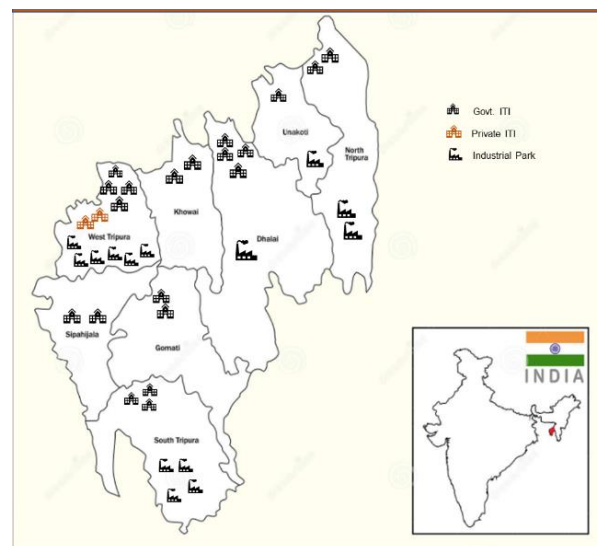 Govt. ITI
Private ITI
Industrial Park
Unakoti
North
Tripura
Khowai
West Tripura
Dhalai
Sipahijala
Gomati
South Tripura
INDIA